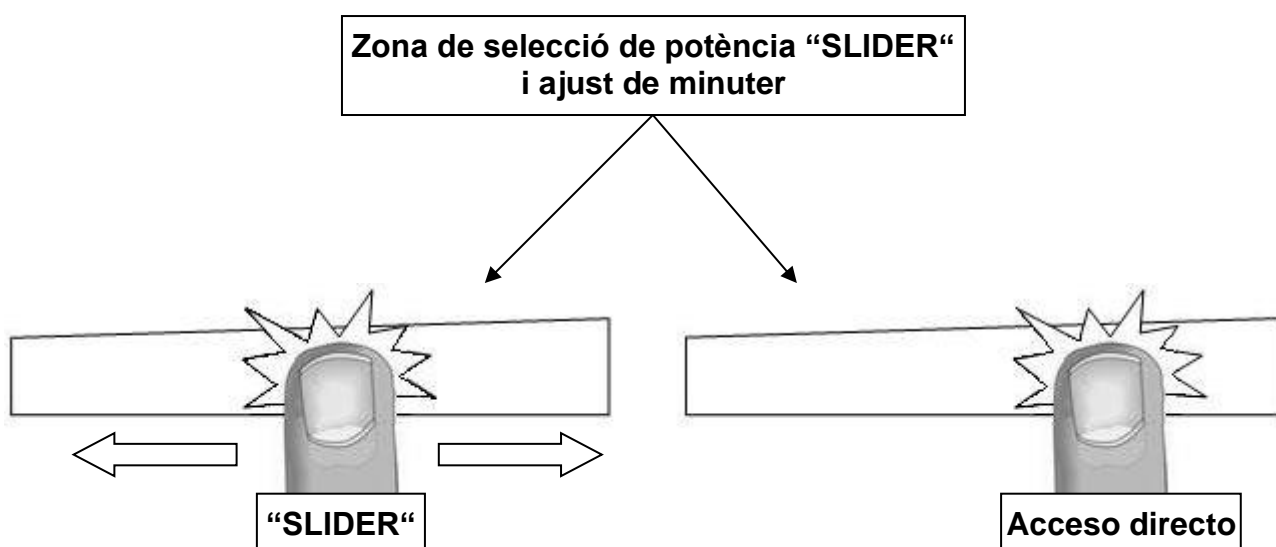 Zona de selecció de potència “SLIDER“
i ajust de minuter
“SLIDER“
Acceso directo